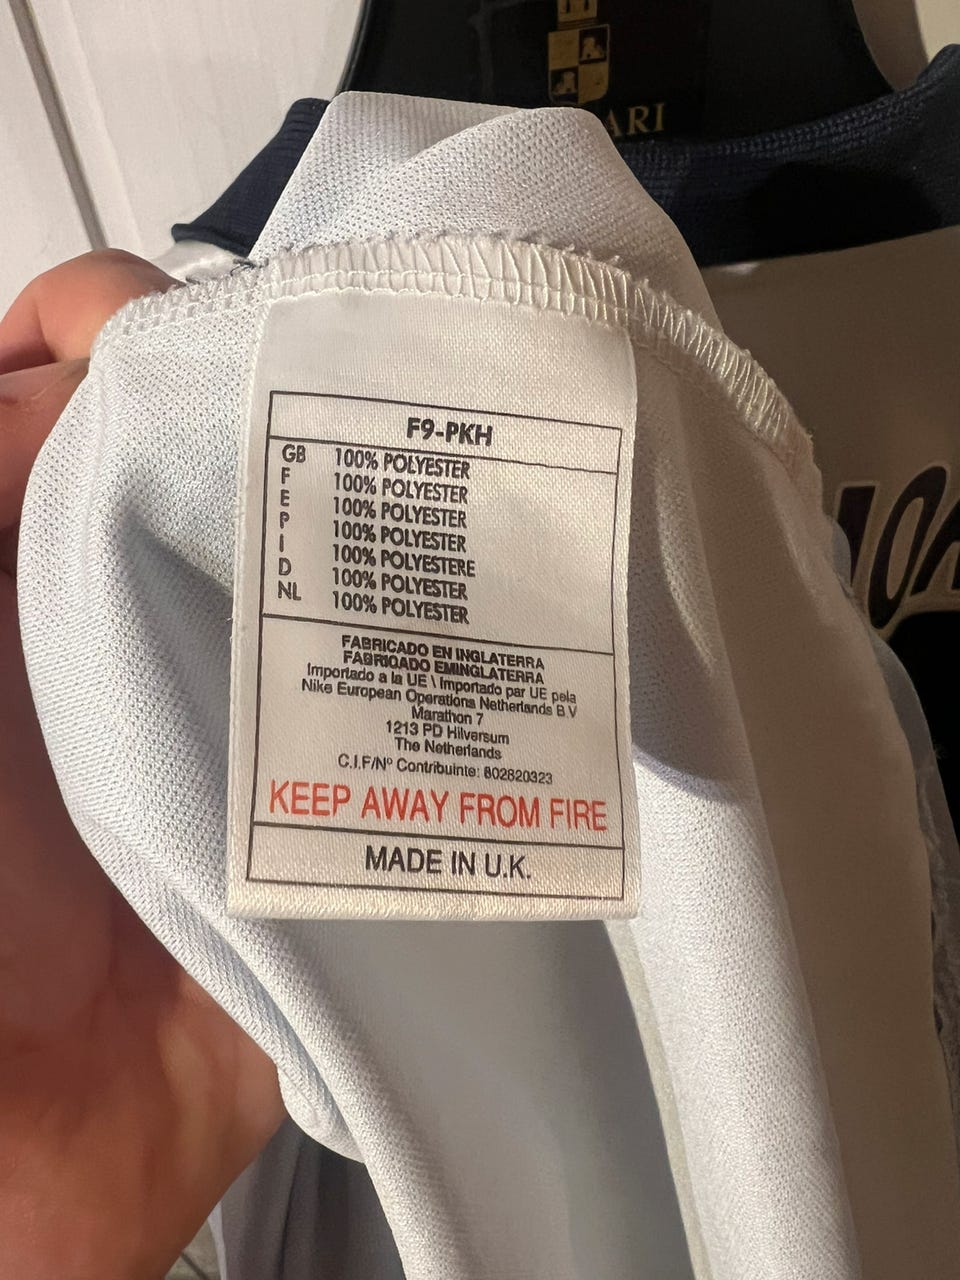 ARI
F9-PKH
GB 100% POLYESTER
F 100% POLYESTER
E 100% POLYESTER
P 100% POLYESTER
I 100% POLYESTERE
D 100% POLYESTER
NL 100% POLYESTER
FABRICADO EN INGLATERRA
FABRIOADO EMINGLATERRA
Importado a la UE \ Importado par UE pela
Nike European Operations Netherlands B.V
Marathon 7
1213 PD Hilversum
The Netherlands
C.I.F/Nº Contribuinte: 802820323
KEEP AWAY FROM FIRE
MADE IN U.K.